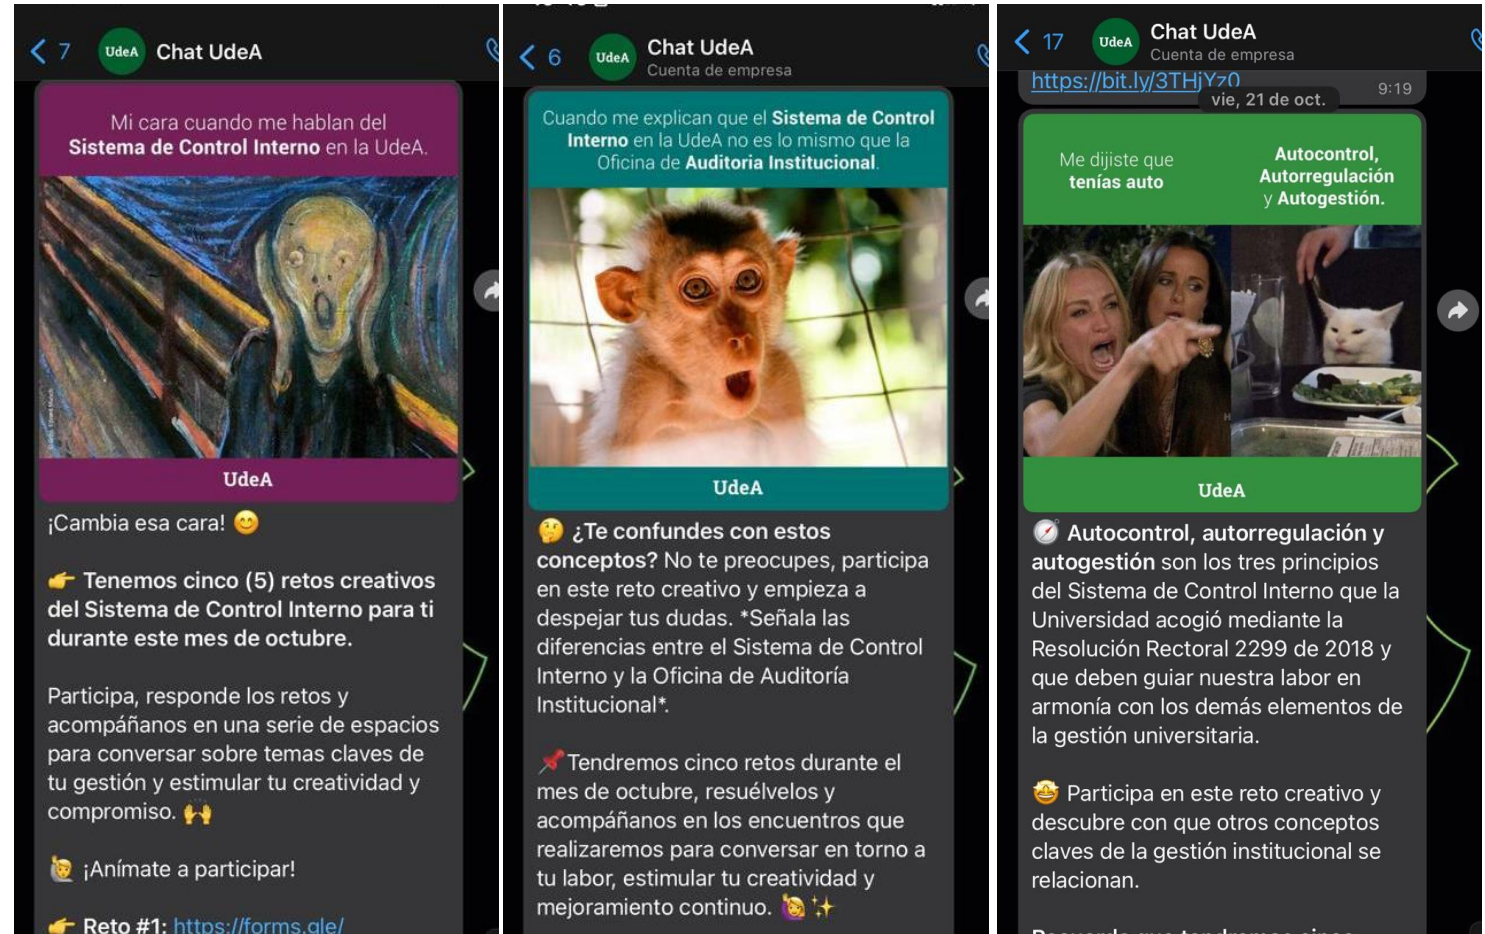 7
UdeA
Chat UdeA
Mi cara cuando me hablan del
Sistema de Control Interno en la UdeA.
UdeA
¡Cambia esa cara! 😊
👉 Tenemos cinco (5) retos creativos
del Sistema de Control Interno para ti
durante este mes de octubre.
Participa, responde los retos y
acompáñanos en una serie de espacios
para conversar sobre temas claves de
tu gestión y estimular tu creatividad y
compromiso. 🙌
🙋 ¡Anímate a participar!
👉 Reto #1: https://forms.gle/
6
UdeA
Chat UdeA
Cuenta de empresa
Cuando me explican que el Sistema de Control
Interno en la UdeA no es lo mismo que la
Oficina de Auditoria Institucional.
UdeA
🤔 ¿Te confundes con estos
conceptos? No te preocupes, participa
en este reto creativo y empieza a
despejar tus dudas. *Señala las
diferencias entre el Sistema de Control
Interno y la Oficina de Auditoría
Institucional*.
📌Tendremos cinco retos durante el
mes de octubre, resuélvelos y
acompáñanos en los encuentros que
realizaremos para conversar en torno a
tu labor, estimular tu creatividad y
mejoramiento continuo. 🙋‍♀️✨
17
UdeA
Chat UdeA
Cuenta de empresa
https://bit.ly/3THjYz0
9:19
vie, 21 de oct.
Me dijiste que
tenías auto
Autocontrol,
Autorregulación
y Autogestión.
UdeA
🧭 Autocontrol, autorregulación y
autogestión son los tres principios
del Sistema de Control Interno que la
Universidad acogió mediante la
Resolución Rectoral 2299 de 2018 y
que deben guiar nuestra labor en
armonía con los demás elementos de
la gestión universitaria.
🤩 Participa en este reto creativo y
descubre con que otros conceptos
claves de la gestión institucional se
relacionan.